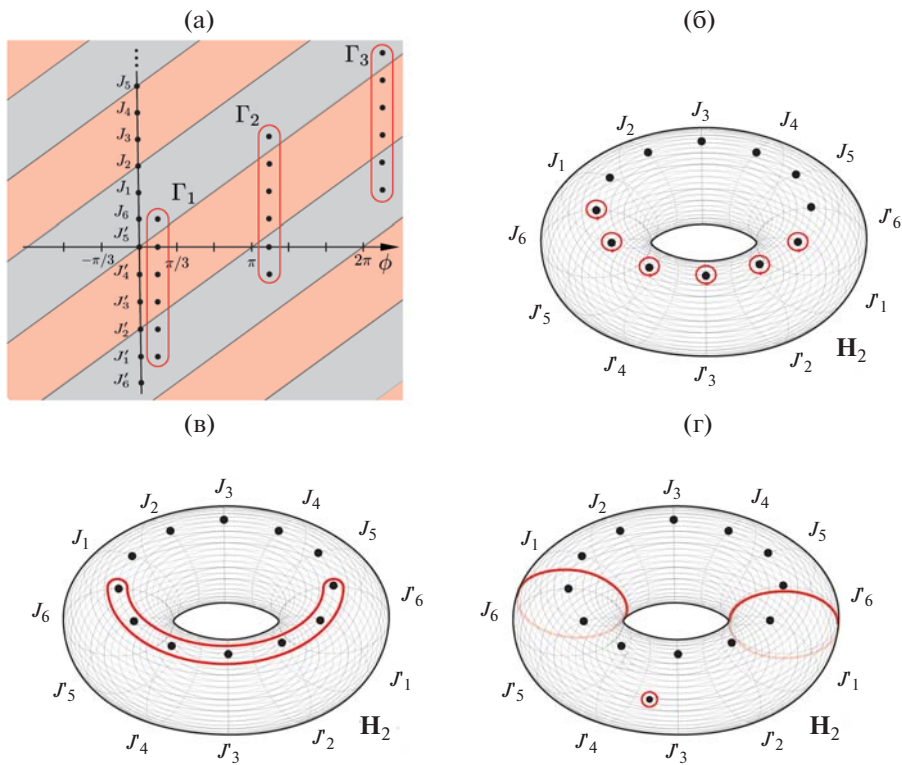 (а)
Γ₃
J₅
J₄
Γ₂
J₃
J₂
J₁
Γ₁
J₆
J′₅
−π/3
π/3
π
2π
ϕ
J′₄
J′₃
J′₂
J′₁
J′₆
(б)
J₃
J₂
J₄
J₁
J₅
J₆
J′₆
J′₅
J′₁
J′₄
J′₂
J′₃
H₂
(в)
J₃
J₂
J₄
J₁
J₅
J₆
J′₆
J′₅
J′₁
J′₄
J′₂
J′₃
H₂
(г)
J₃
J₂
J₄
J₁
J₅
J₆
J′₆
J′₅
J′₁
J′₄
J′₂
J′₃
H₂